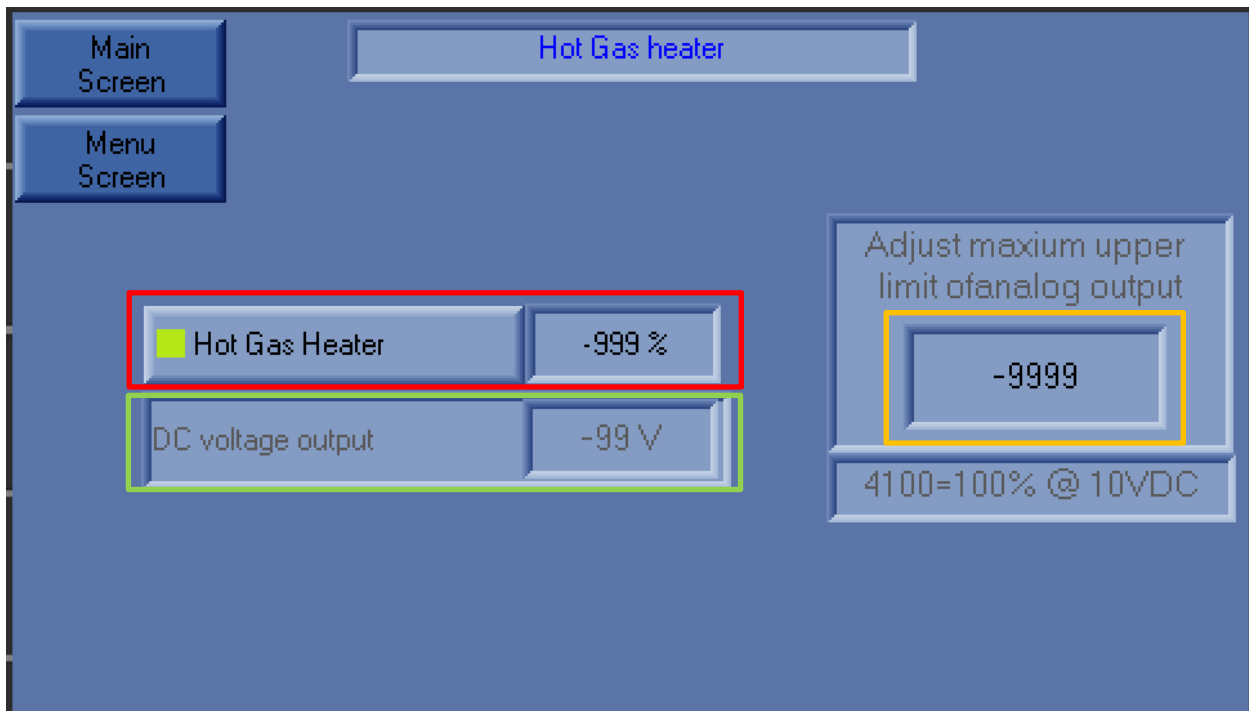 Main
Screen
Hot Gas heater
Menu
Screen
Adjust maxium upper
limit ofanalog output
Hot Gas Heater
-999 %
-9999
DC voltage output
-99 V
4100=100% @ 10VDC